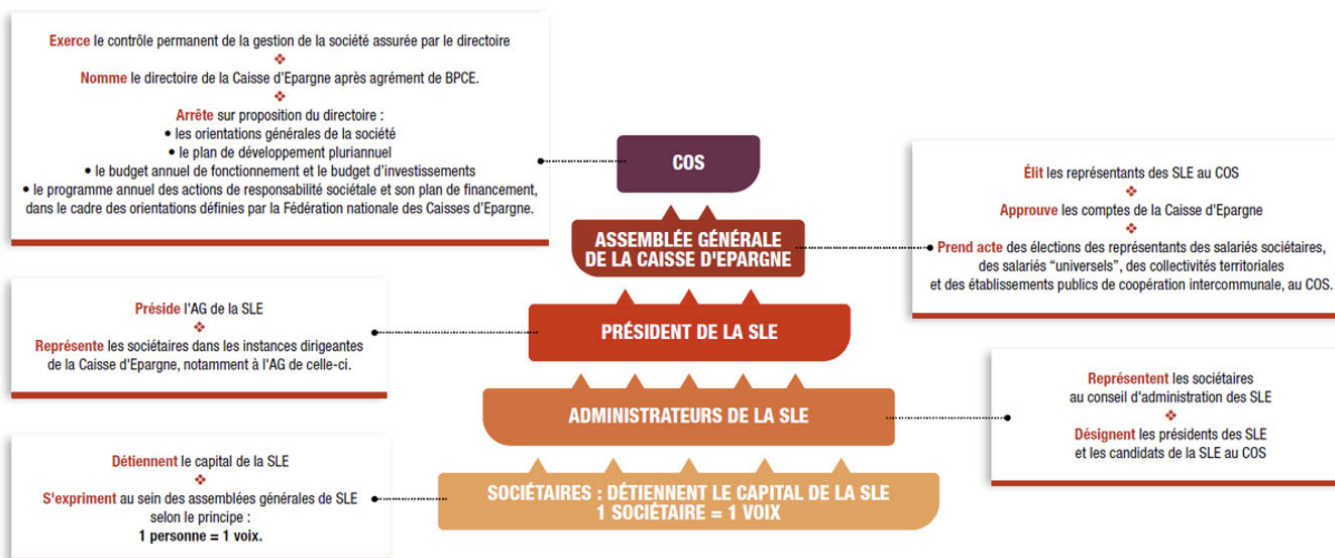 Exerce le contrôle permanent de la gestion de la société assurée par le directoire
Nomme le directoire de la Caisse d'Epargne après agrément de BPCE.
Arrête sur proposition du directoire :
• les orientations générales de la société
• le plan de développement pluriannuel
• le budget annuel de fonctionnement et le budget d'investissements
• le programme annuel des actions de responsabilité sociétale et son plan de financement,
dans le cadre des orientations définies par la Fédération nationale des Caisses d'Epargne.
COS
Élit les représentants des SLE au COS
Approuve les comptes de la Caisse d'Epargne
Prend acte des élections des représentants des salariés sociétaires,
des salariés "universels", des collectivités territoriales
et des établissements publics de coopération intercommunale, au COS.
ASSEMBLÉE GÉNÉRALE
DE LA CAISSE D'EPARGNE
Préside l'AG de la SLE
Représente les sociétaires dans les instances dirigeantes
de la Caisse d'Epargne, notamment à l'AG de celle-ci.
PRÉSIDENT DE LA SLE
Représentent les sociétaires
au conseil d'administration des SLE
Désignent les présidents des SLE
et les candidats de la SLE au COS
ADMINISTRATEURS DE LA SLE
Détiennent le capital de la SLE
S'expriment au sein des assemblées générales de SLE
selon le principe :
1 personne = 1 voix.
SOCIÉTAIRES : DÉTIENNENT LE CAPITAL DE LA SLE
1 SOCIÉTAIRE = 1 VOIX